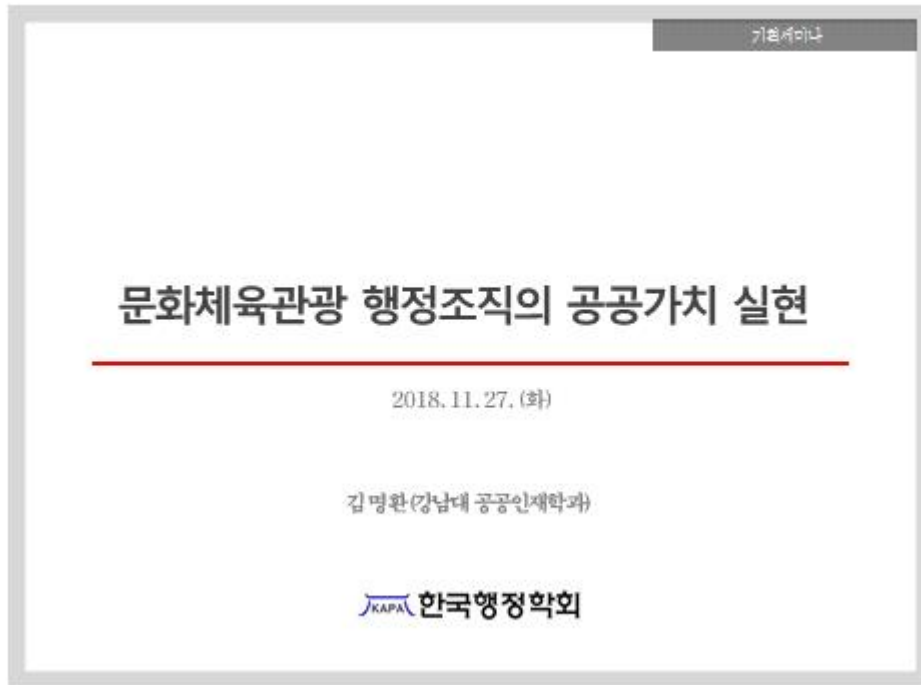 기획세미나
문화체육관광 행정조직의 공공가치 실현
2018. 11. 27. (화)
김명환(강남대 공공인재학과)
KAPA 한국행정학회